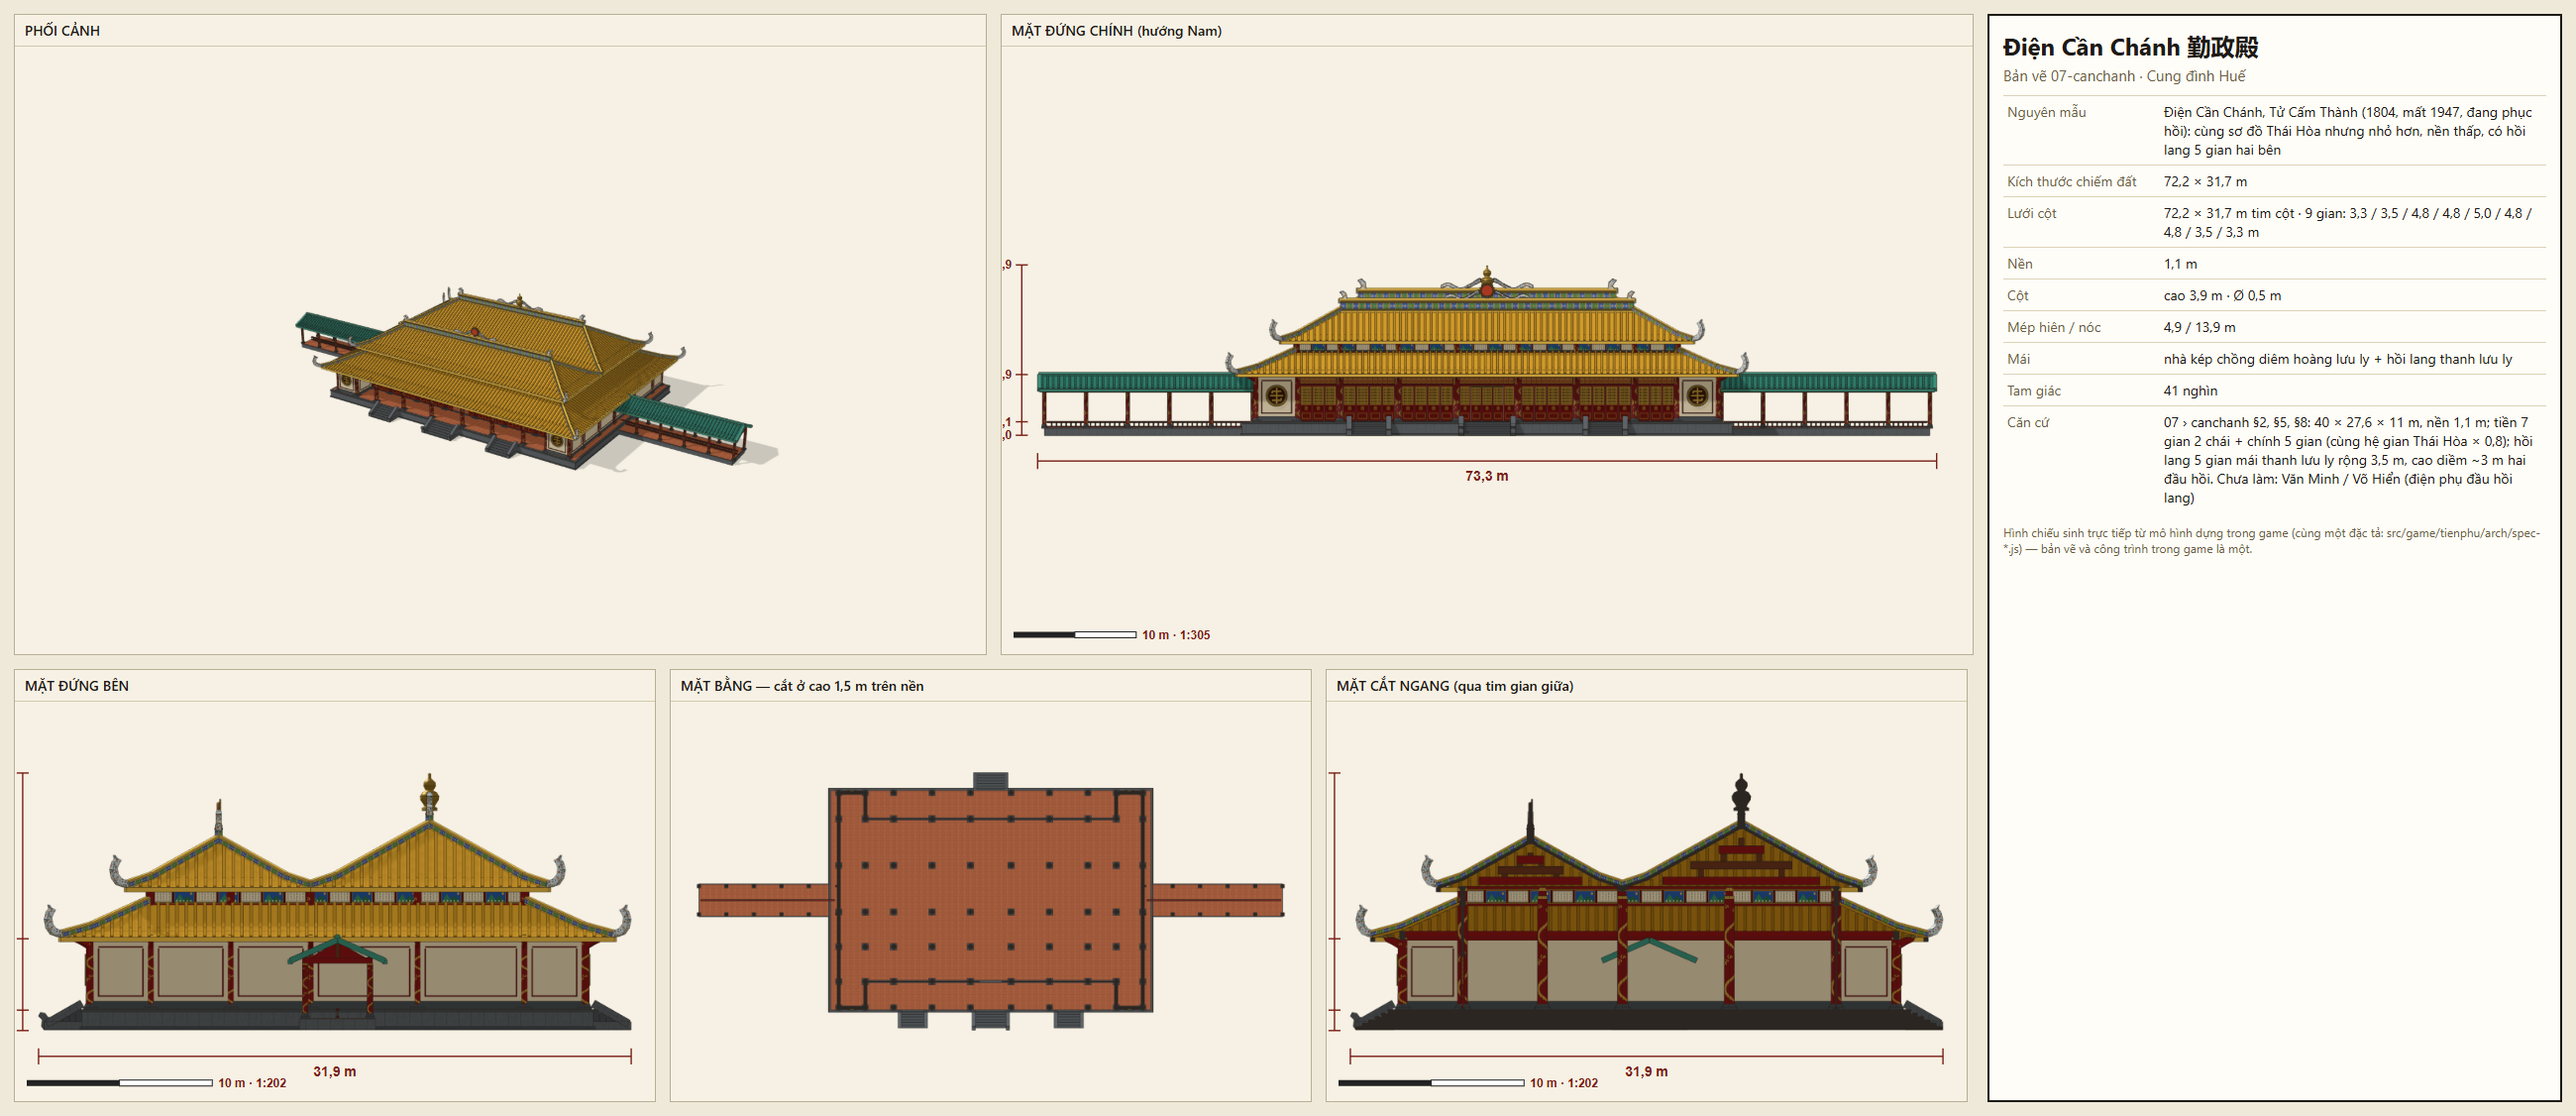 PHỐI CẢNH
MẶT ĐỨNG CHÍNH (hướng Nam)
,9
,9
,1
,0
73,3 m
10 m · 1:305
MẶT ĐỨNG BÊN
31,9 m
10 m · 1:202
MẶT BẰNG — cắt ở cao 1,5 m trên nền
MẶT CẮT NGANG (qua tim gian giữa)
31,9 m
10 m · 1:202
Điện Cần Chánh 勤政殿
Bản vẽ 07-canchanh · Cung đình Huế
Nguyên mẫu
Điện Cần Chánh, Tử Cấm Thành (1804, mất 1947, đang phục
hồi): cùng sơ đồ Thái Hòa nhưng nhỏ hơn, nền thấp, có hồi
lang 5 gian hai bên
Kích thước chiếm đất
72,2 × 31,7 m
Lưới cột
72,2 × 31,7 m tim cột · 9 gian: 3,3 / 3,5 / 4,8 / 4,8 / 5,0 / 4,8 /
4,8 / 3,5 / 3,3 m
Nền
1,1 m
Cột
cao 3,9 m · Ø 0,5 m
Mép hiên / nóc
4,9 / 13,9 m
Mái
nhà kép chồng diêm hoàng lưu ly + hồi lang thanh lưu ly
Tam giác
41 nghìn
Căn cứ
07 › canchanh §2, §5, §8: 40 × 27,6 × 11 m, nền 1,1 m; tiền 7
gian 2 chái + chính 5 gian (cùng hệ gian Thái Hòa × 0,8); hồi
lang 5 gian mái thanh lưu ly rộng 3,5 m, cao diềm ~3 m hai
đầu hồi. Chưa làm: Văn Minh / Võ Hiển (điện phụ đầu hồi
lang)
Hình chiếu sinh trực tiếp từ mô hình dựng trong game (cùng một đặc tả: src/game/tienphu/arch/spec-
*.js) — bản vẽ và công trình trong game là một.